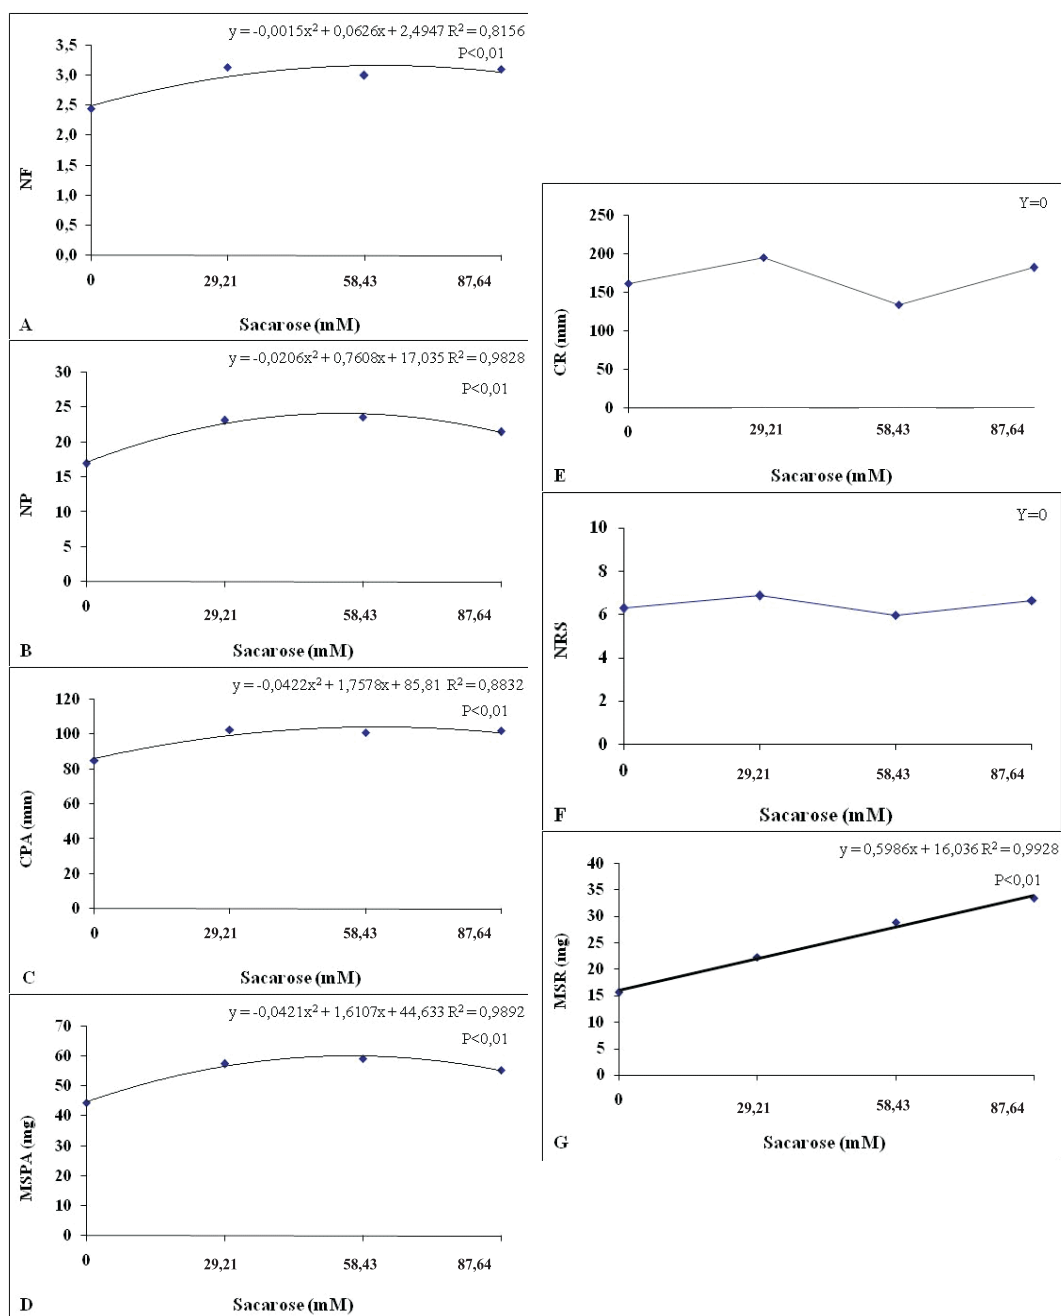 y = -0,0015x² + 0,0626x + 2,4947 R² = 0,8156
P<0,01
3,5
3,0
2,5
2,0
1,5
1,0
0,5
0,0
NF
0 29,21 58,43 87,64
Sacarose (mM)
A
y = -0,0206x² + 0,7608x + 17,035 R² = 0,9828
P<0,01
30
25
20
15
10
5
0
NP
0 29,21 58,43 87,64
Sacarose (mM)
B
y = -0,0422x² + 1,7578x + 85,81 R² = 0,8832
P<0,01
120
100
80
60
40
20
0
CPA (mm)
0 29,21 58,43 87,64
Sacarose (mM)
C
y = -0,0421x² + 1,6107x + 44,633 R² = 0,9892
P<0,01
70
60
50
40
30
20
10
0
MSPA (mg)
0 29,21 58,43 87,64
Sacarose (mM)
D
Y=0
250
200
150
100
50
0
CR (mm)
0 29,21 58,43 87,64
Sacarose (mM)
E
Y=0
10
8
6
4
2
0
NRS
0 29,21 58,43 87,64
Sacarose (mM)
F
y = 0,5986x + 16,036 R² = 0,9928
P<0,01
40
35
30
25
20
15
10
5
0
MSR (mg)
0 29,21 58,43 87,64
Sacarose (mM)
G